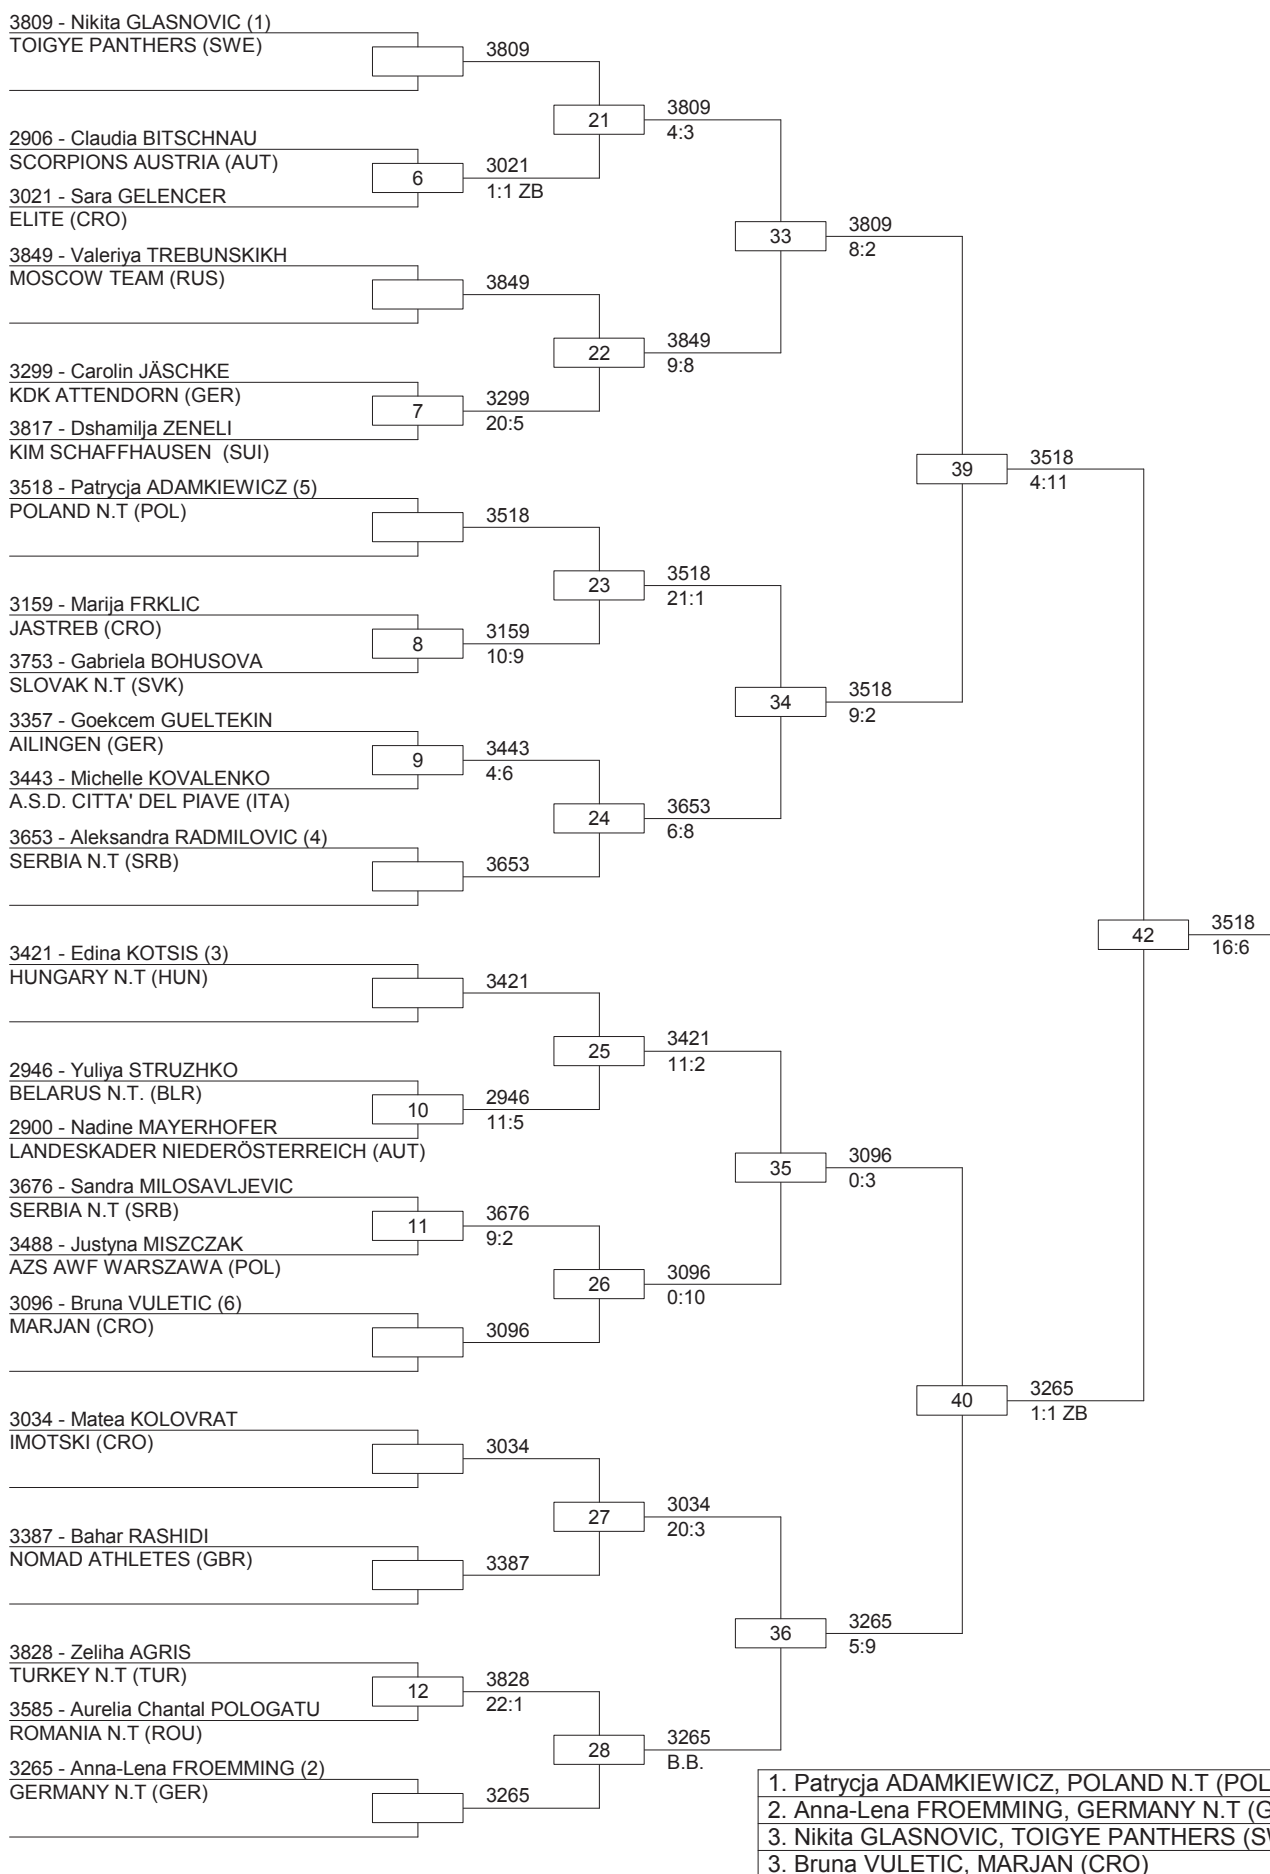 3809 - Nikita GLASNOVIC (1)
TOIGYE PANTHERS (SWE)
3809
21
3809
4:3
2906 - Claudia BITSCHNAU
SCORPIONS AUSTRIA (AUT)
6
3021
1:1 ZB
3021 - Sara GELENCER
ELITE (CRO)
33
3809
8:2
3849 - Valeriya TREBUNSKIKH
MOSCOW TEAM (RUS)
3849
22
3849
9:8
3299 - Carolin JÄSCHKE
KDK ATTENDORN (GER)
7
3299
20:5
3817 - Dshamilja ZENELI
KIM SCHAFFHAUSEN (SUI)
39
3518
4:11
3518 - Patrycja ADAMKIEWICZ (5)
POLAND N.T (POL)
3518
23
3518
21:1
3159 - Marija FRKLIC
JASTREB (CRO)
8
3159
10:9
3753 - Gabriela BOHUSOVA
SLOVAK N.T (SVK)
34
3518
9:2
3357 - Goekcem GUELTEKIN
AILINGEN (GER)
9
3443
4:6
3443 - Michelle KOVALENKO
A.S.D. CITTA' DEL PIAVE (ITA)
24
3653
6:8
3653 - Aleksandra RADMILOVIC (4)
SERBIA N.T (SRB)
3653
42
3518
16:6
3421 - Edina KOTSIS (3)
HUNGARY N.T (HUN)
3421
25
3421
11:2
2946 - Yuliya STRUZHKO
BELARUS N.T. (BLR)
10
2946
11:5
2900 - Nadine MAYERHOFER
LANDESKADER NIEDERÖSTERREICH (AUT)
35
3096
0:3
3676 - Sandra MILOSAVLJEVIC
SERBIA N.T (SRB)
11
3676
9:2
3488 - Justyna MISZCZAK
AZS AWF WARSZAWA (POL)
26
3096
0:10
3096 - Bruna VULETIC (6)
MARJAN (CRO)
3096
40
3265
1:1 ZB
3034 - Matea KOLOVRAT
IMOTSKI (CRO)
3034
27
3034
20:3
3387 - Bahar RASHIDI
NOMAD ATHLETES (GBR)
3387
36
3265
5:9
3828 - Zeliha AGRIS
TURKEY N.T (TUR)
12
3828
22:1
3585 - Aurelia Chantal POLOGATU
ROMANIA N.T (ROU)
28
3265
B.B.
3265 - Anna-Lena FROEMMING (2)
GERMANY N.T (GER)
3265
1. Patrycja ADAMKIEWICZ, POLAND N.T (POL
2. Anna-Lena FROEMMING, GERMANY N.T (G
3. Nikita GLASNOVIC, TOIGYE PANTHERS (SW
3. Bruna VULETIC, MARJAN (CRO)